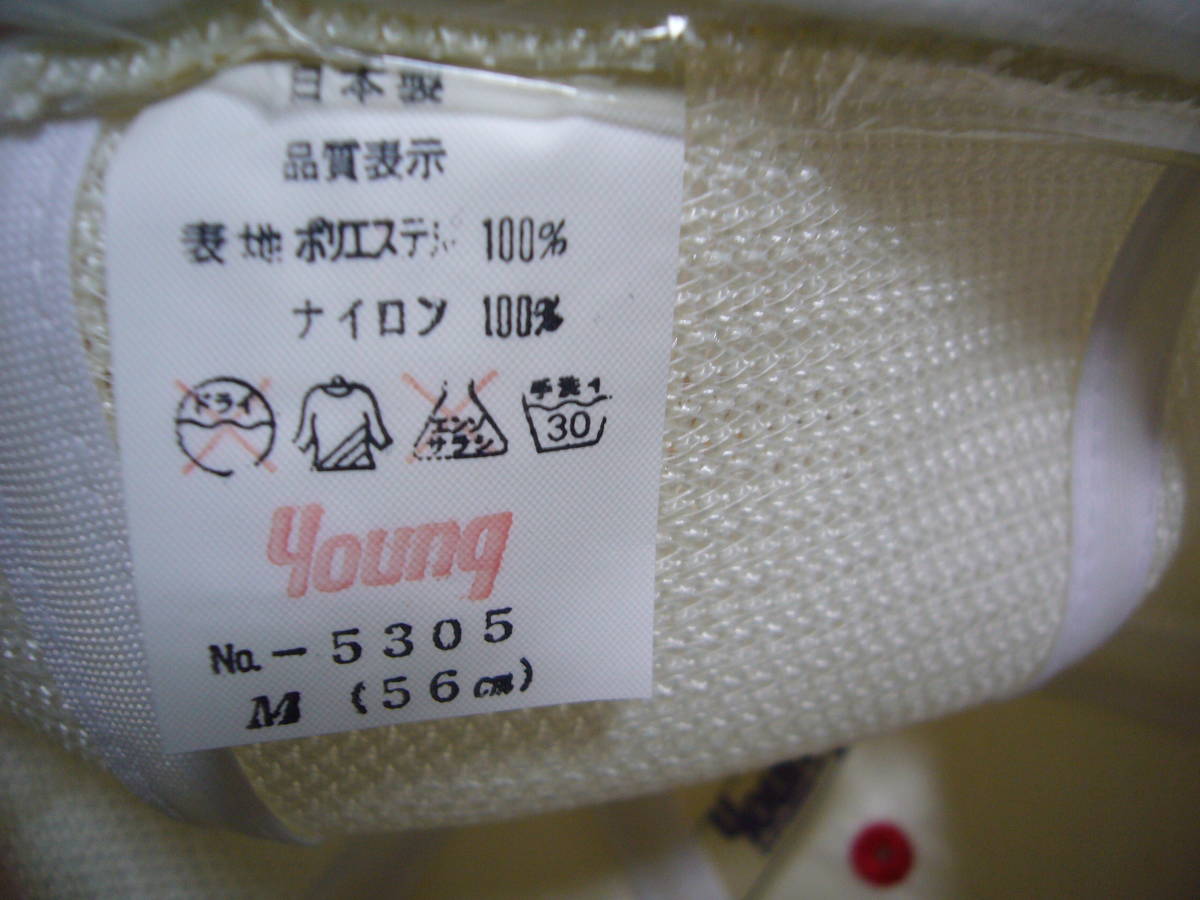 日本製
品質表示
表地 ポリエステル 100%
ナイロン 100%
ドライ
エンソ
サラシ
手洗イ
30
Young
No.-5305
M (56cm)